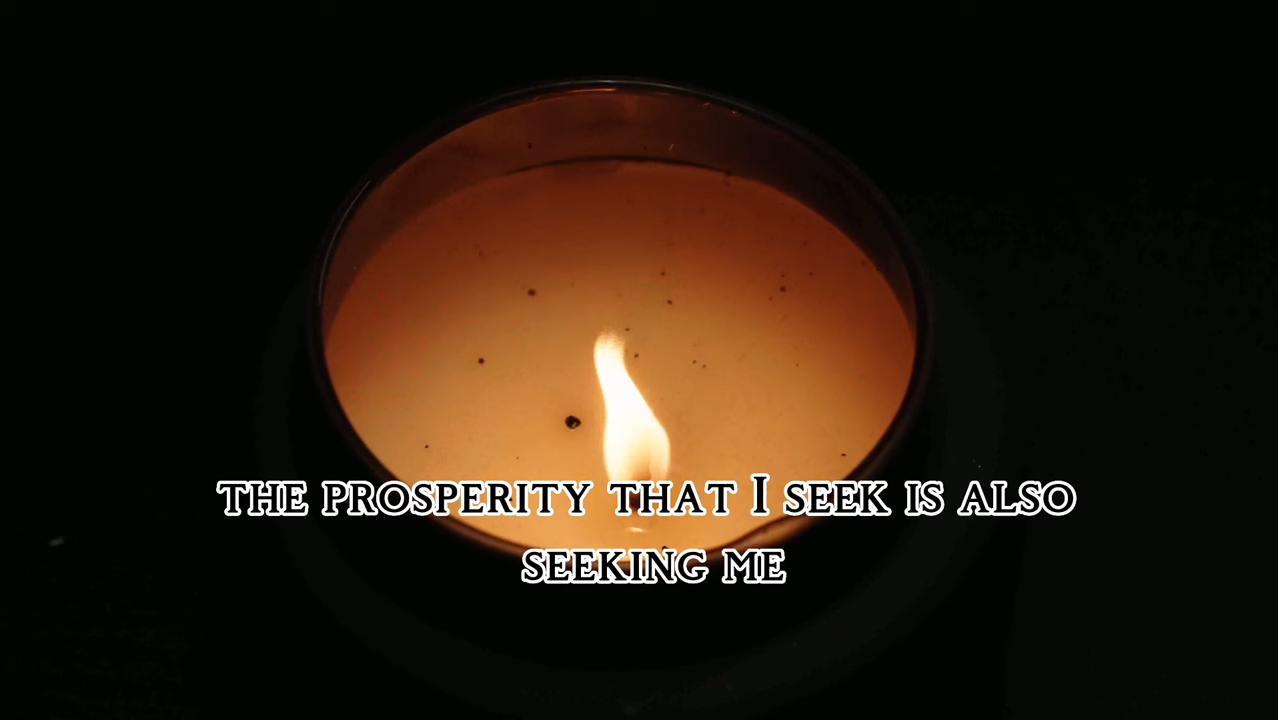 THE PROSPERITY THAT I SEEK IS ALSO
SEEKING ME